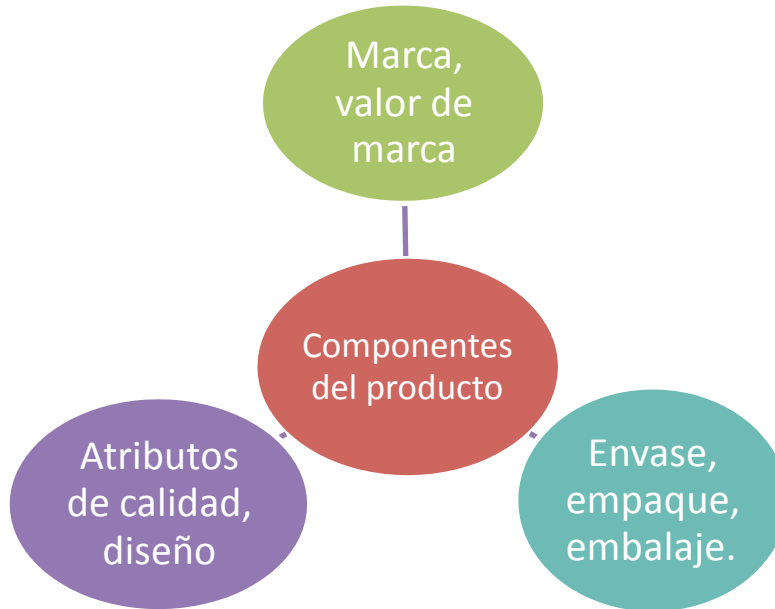 Marca,
valor de
marca
Componentes
del producto
Atributos
de calidad,
diseño
Envase,
empaque,
embalaje.